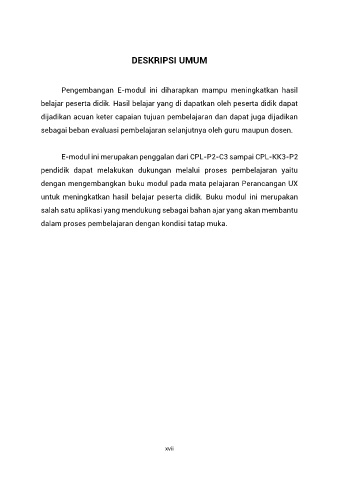 DESKRIPSI UMUM
Pengembangan E-modul ini diharapkan mampu meningkatkan hasil
belajar peserta didik. Hasil belajar yang di dapatkan oleh peserta didik dapat
dijadikan acuan keter capaian tujuan pembelajaran dan dapat juga dijadikan
sebagai beban evaluasi pembelajaran selanjutnya oleh guru maupun dosen.
E-modul ini merupakan penggalan dari CPL-P2-C3 sampai CPL-KK3-P2
pendidik dapat melakukan dukungan melalui proses pembelajaran yaitu
dengan mengembangkan buku modul pada mata pelajaran Perancangan UX
untuk meningkatkan hasil belajar peserta didik. Buku modul ini merupakan
salah satu aplikasi yang mendukung sebagai bahan ajar yang akan membantu
dalam proses pembelajaran dengan kondisi tatap muka.
xvii